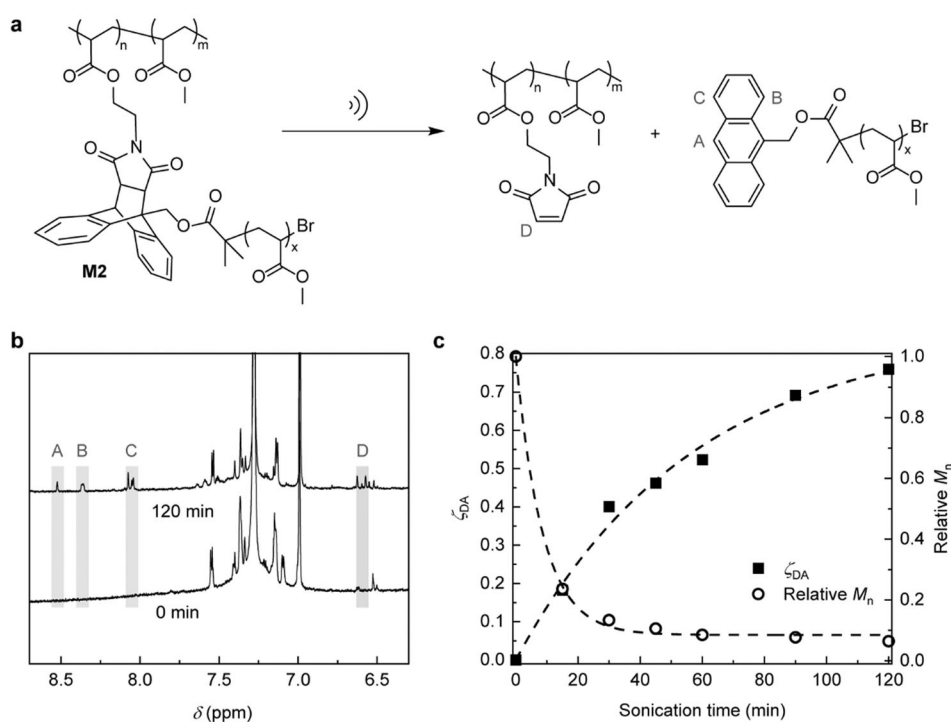 a
n
m
O
O
O
O
N
O
O
O
O
M2
x
Br
O
O
n
m
O
O
O
O
N
O
O
D
+
C
B
A
O
O
x
Br
O
O
b
A
B
C
D
120 min
0 min
8.5 8.0 7.5 7.0 6.5
δ (ppm)
c
0.8
0.7
0.6
0.5
0.4
0.3
0.2
0.1
0.0
ζDA
1.0
0.8
0.6
0.4
0.2
0.0
Relative Mn
ζDA
Relative Mn
0 20 40 60 80 100 120
Sonication time (min)